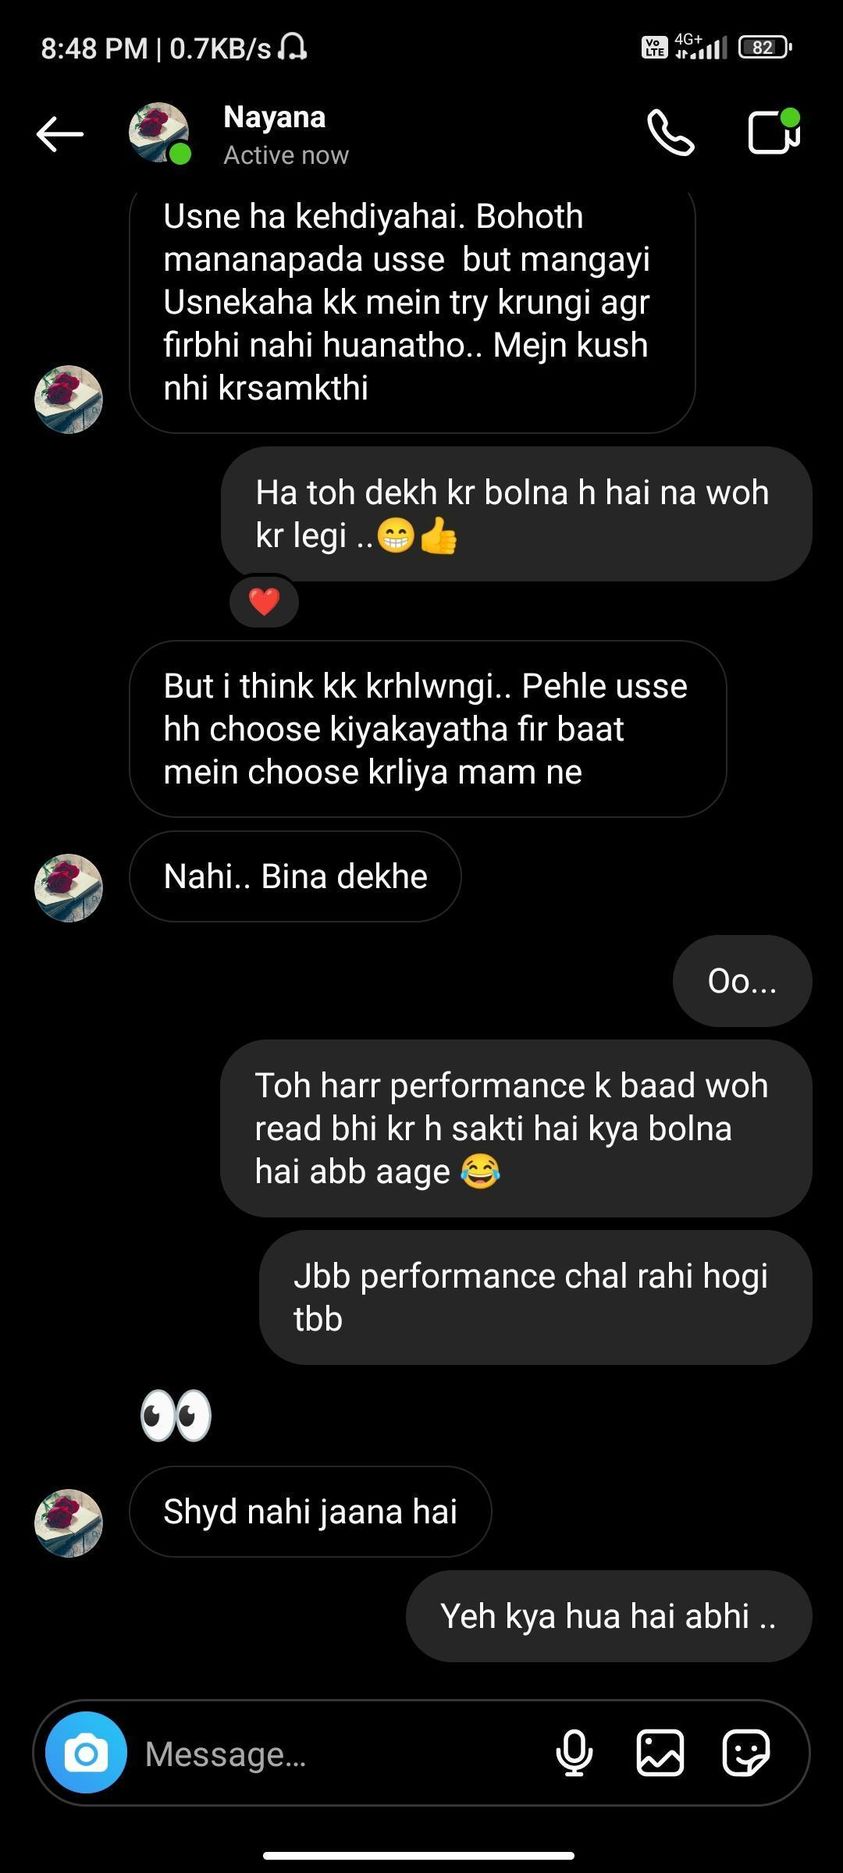 8:48 PM | 0.7KB/s
Vo LTE 4G+ 82
Nayana
Active now
Usne ha kehdiyahai. Bohoth
mananapada usse  but mangayi
Usnekaha kk mein try krungi agr
firbhi nahi huanatho.. Mejn kush
nhi krsamkthi
Ha toh dekh kr bolna h hai na woh
kr legi ..😁👍
❤️
But i think kk krhlwngi.. Pehle usse
hh choose kiyakayatha fir baat
mein choose krliya mam ne
Nahi.. Bina dekhe
Oo...
Toh harr performance k baad woh
read bhi kr h sakti hai kya bolna
hai abb aage 😂
Jbb performance chal rahi hogi
tbb
👀
Shyd nahi jaana hai
Yeh kya hua hai abhi ..
Message...